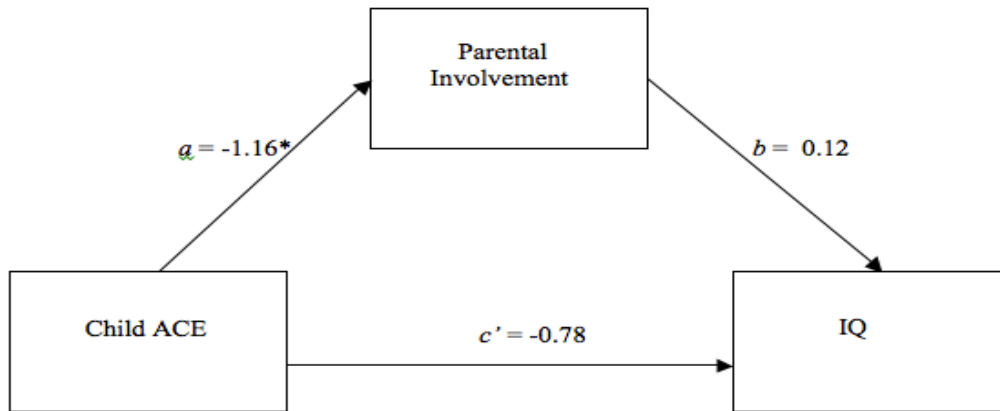 Parental
Involvement
a = -1.16*
b = 0.12
Child ACE
c’ = -0.78
IQ